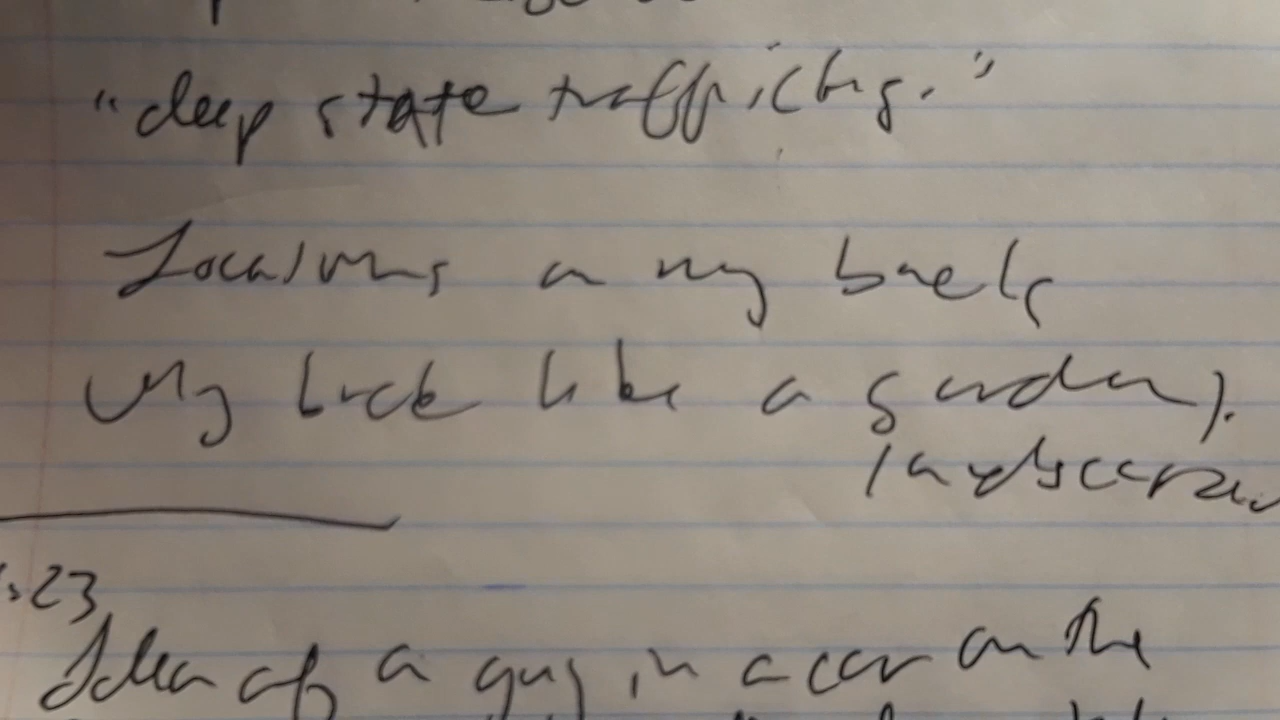 "deep state trafficking."
on my back
My back like a garden).
landscape
:23
Idea of a guy in a car on the